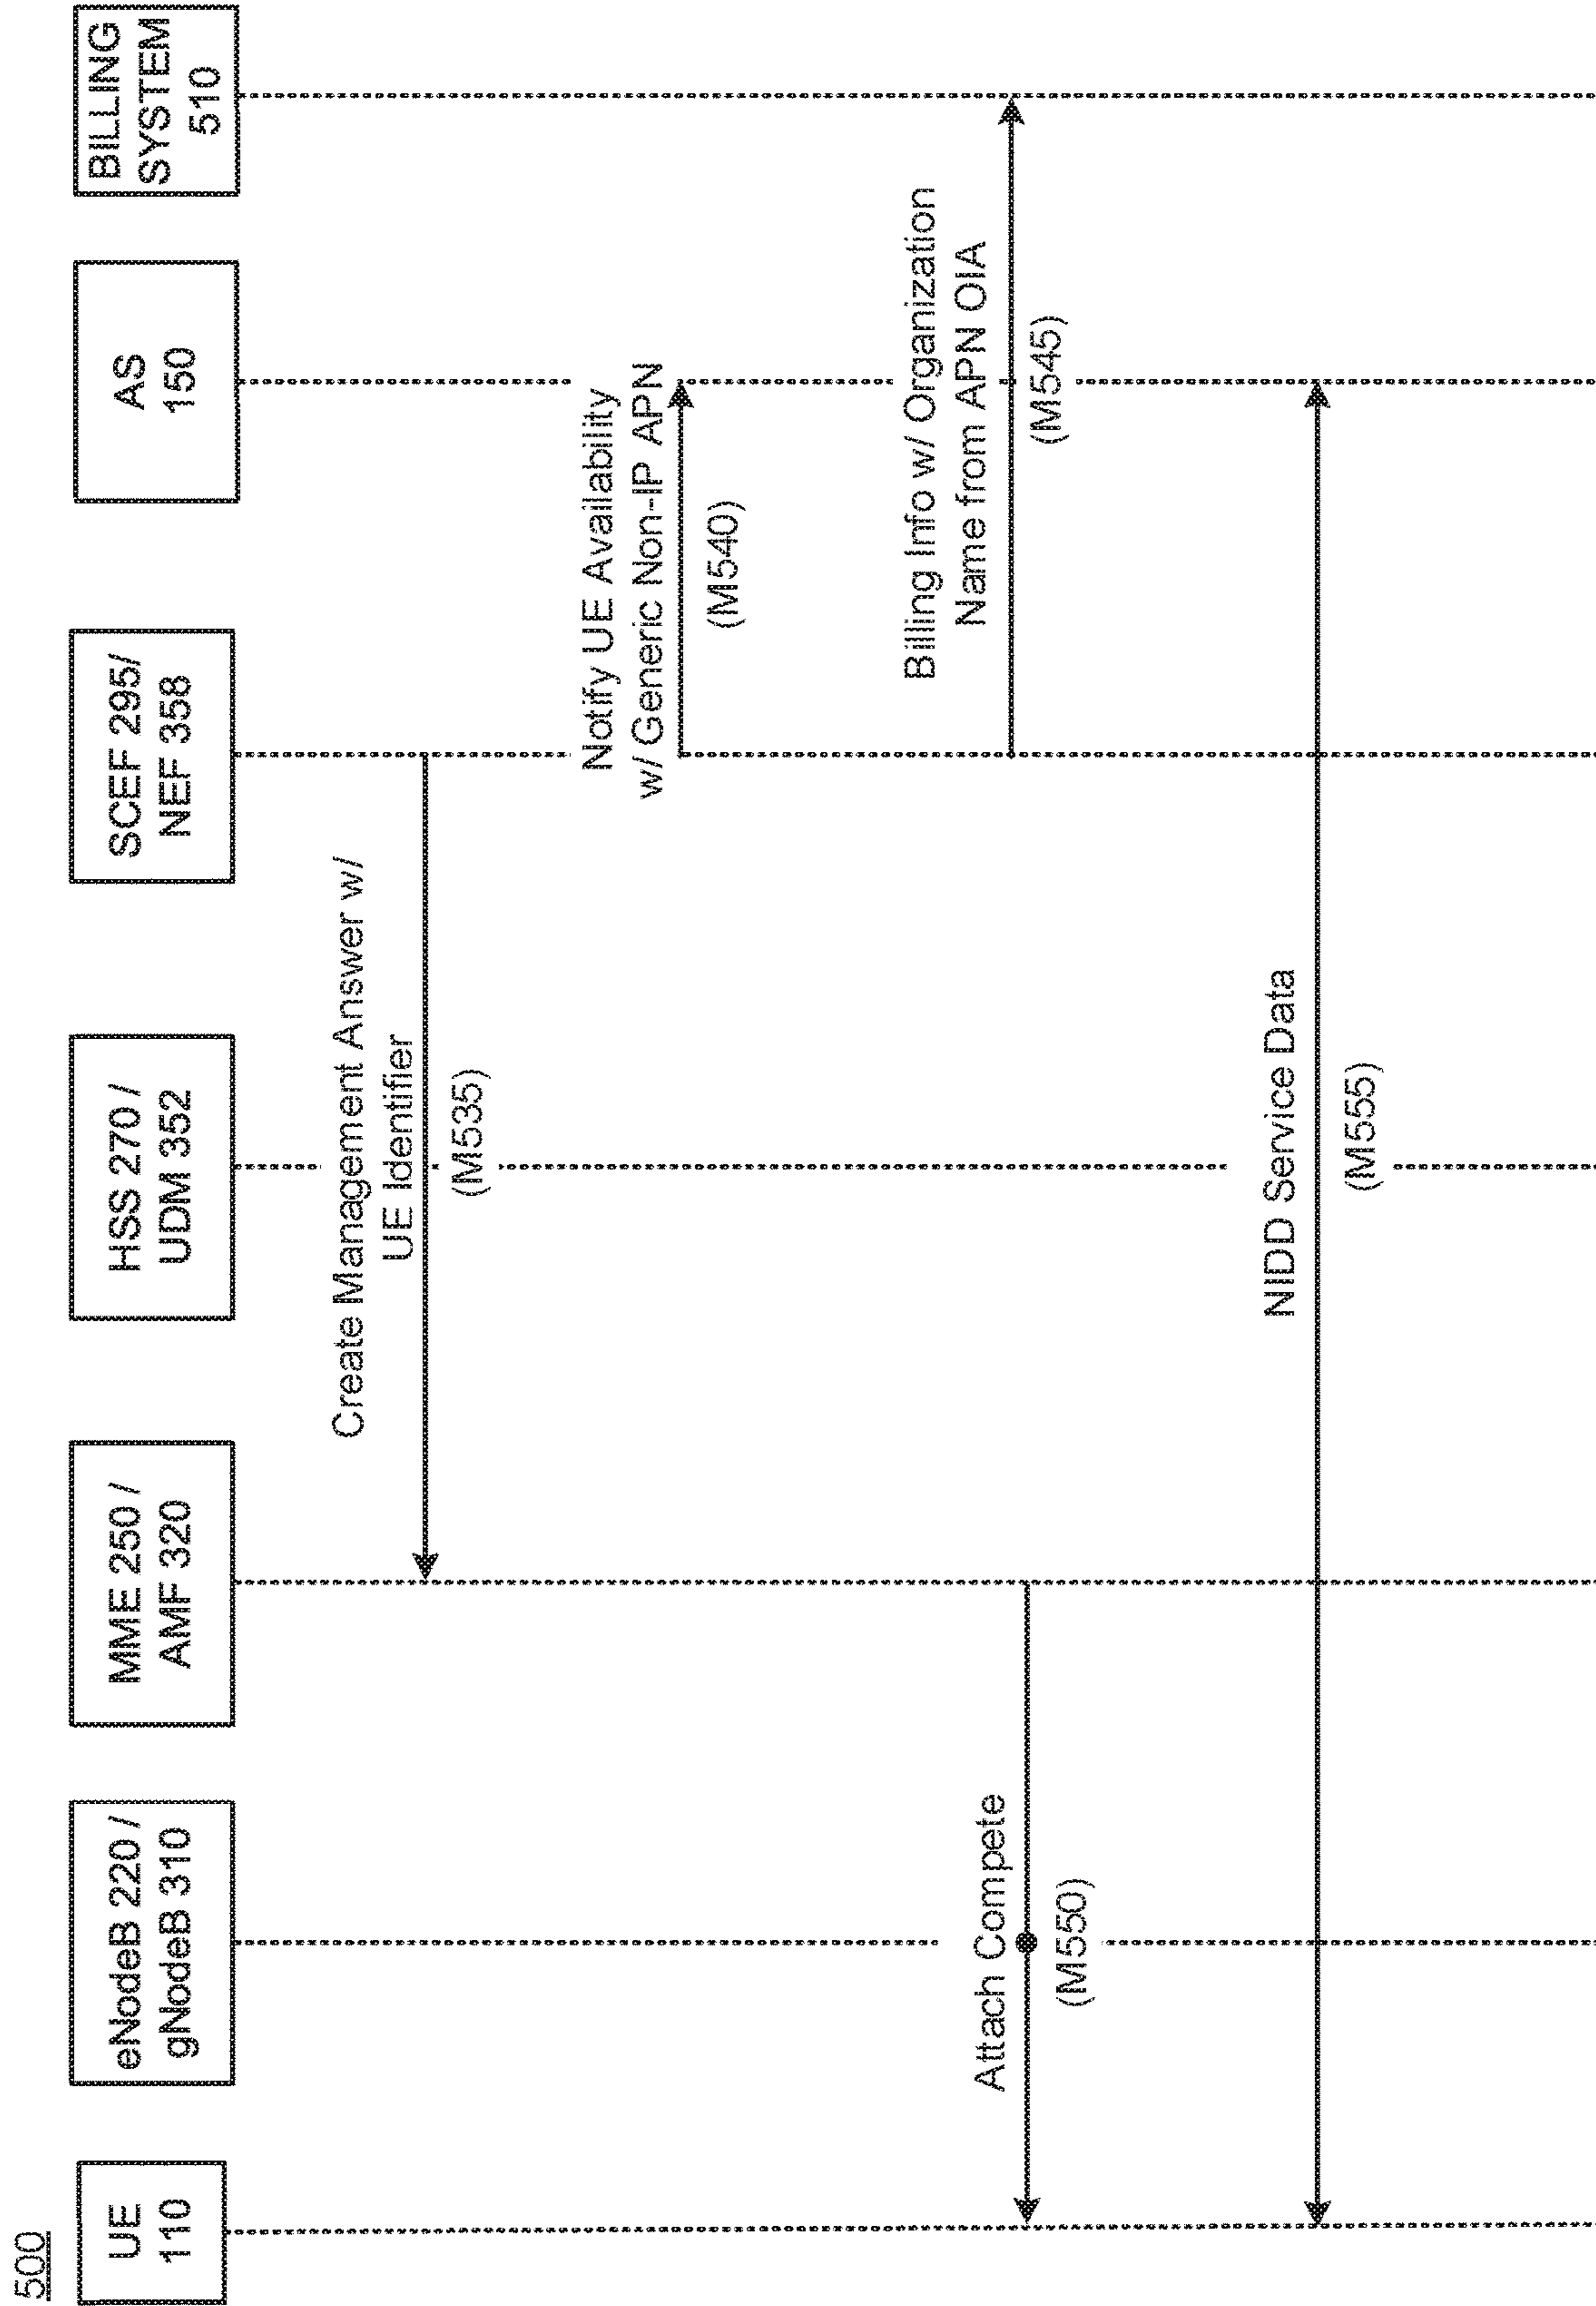 500
UE
110
eNodeB 220 /
gNodeB 310
MME 250 /
AMF 320
HSS 270 /
UDM 352
SCEF 295/
NEF 358
AS
150
BILLING
SYSTEM
510
Create Management Answer w/
UE Identifier
(M535)
Notify UE Availability
w/ Generic Non-IP APN
(M540)
Billing Info w/ Organization
Name from APN OIA
(M545)
Attach Compete
(M550)
NIDD Service Data
(M555)